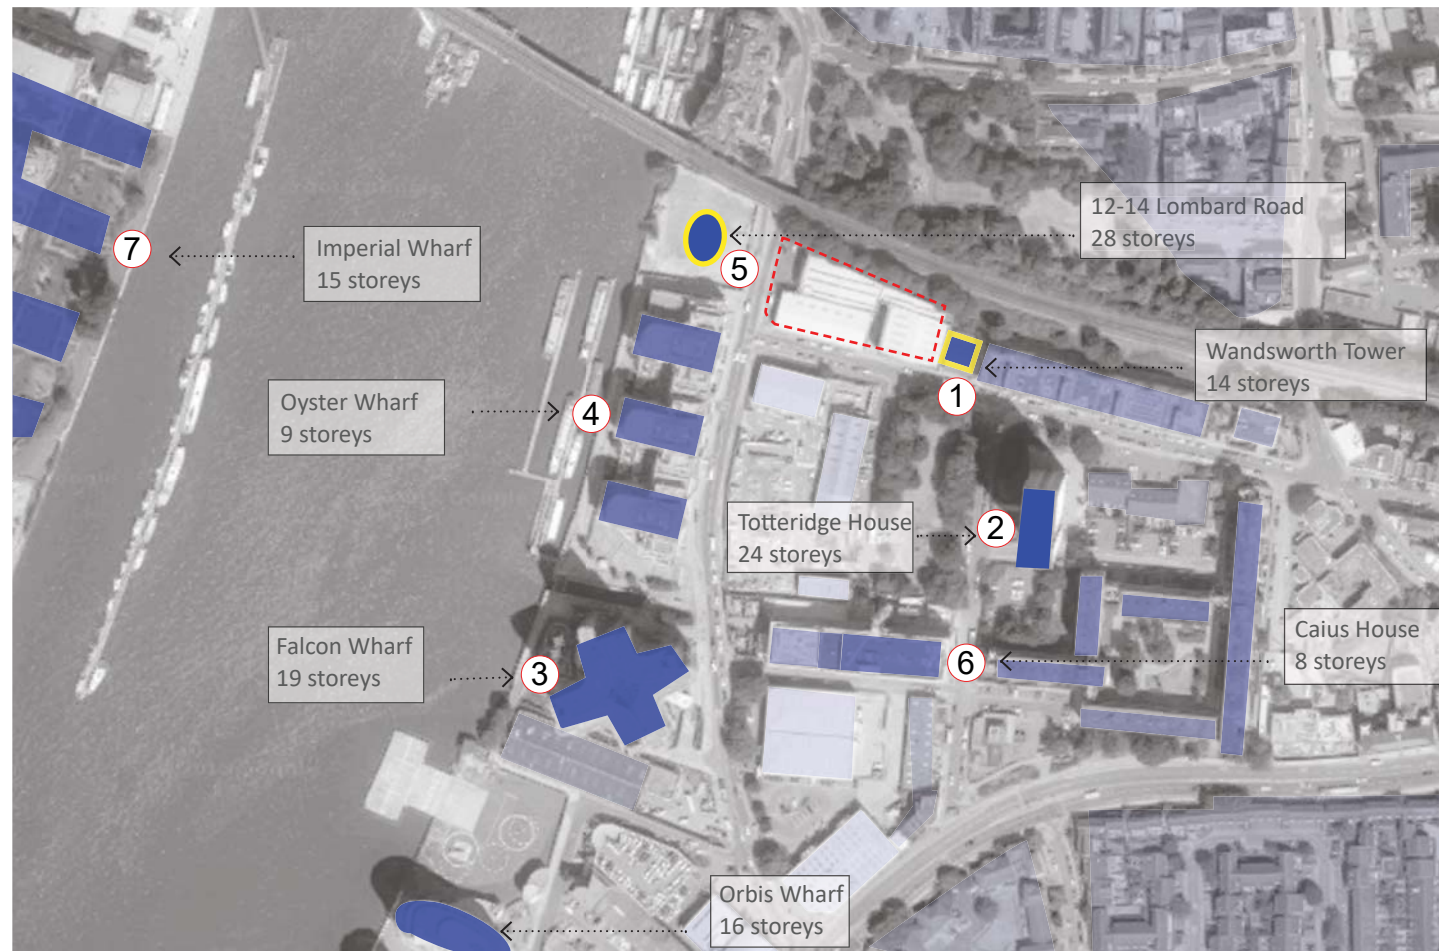 12-14 Lombard Road
28 storeys
5
7
Imperial Wharf
15 storeys
Wandsworth Tower
14 storeys
1
Oyster Wharf
9 storeys
4
Totteridge House
24 storeys
2
Caius House
8 storeys
6
Falcon Wharf
19 storeys
3
Orbis Wharf
16 storeys